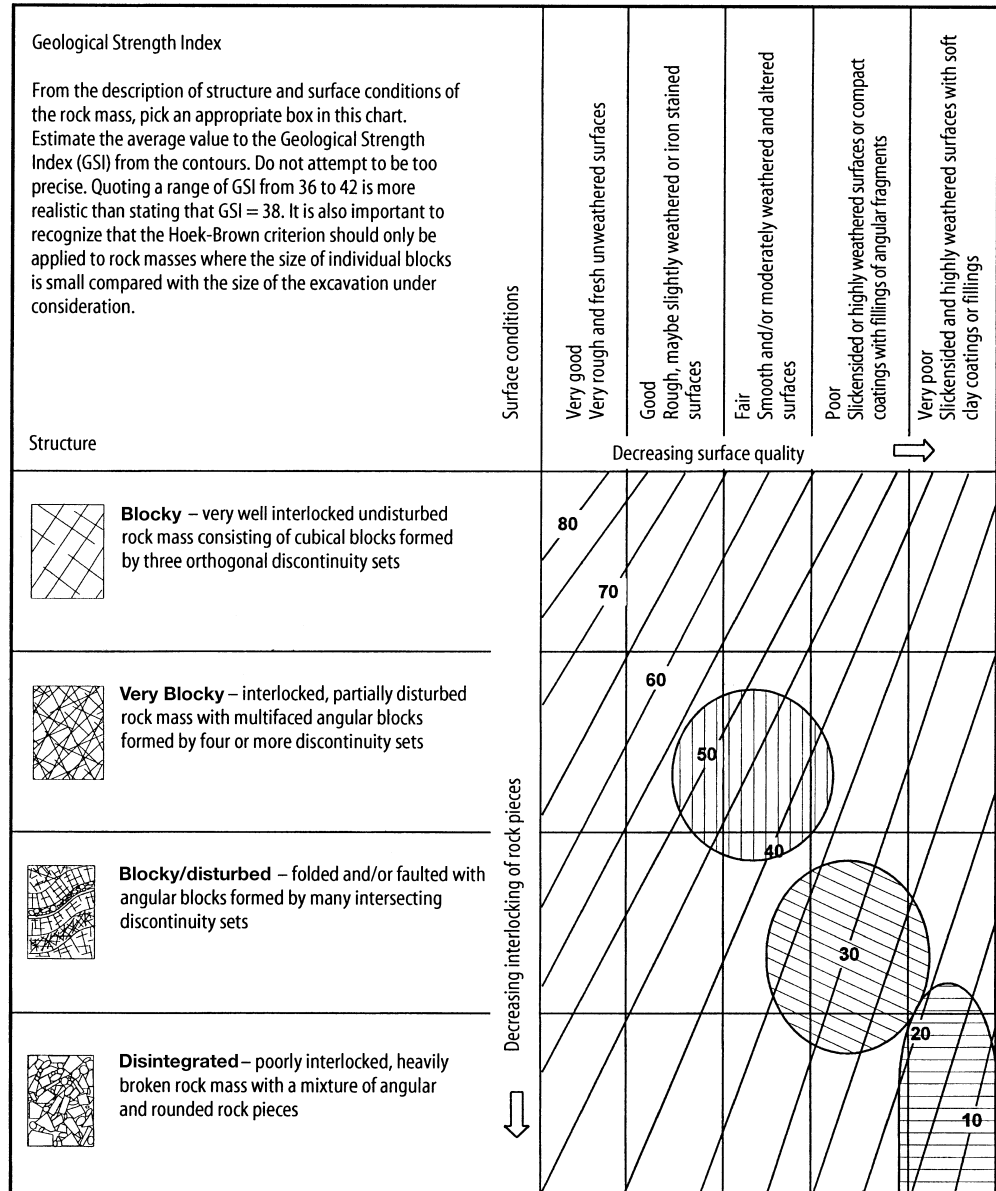 Geological Strength Index
From the description of structure and surface conditions of
the rock mass, pick an appropriate box in this chart.
Estimate the average value to the Geological Strength
Index (GSI) from the contours. Do not attempt to be too
precise. Quoting a range of GSI from 36 to 42 is more
realistic than stating that GSI = 38. It is also important to
recognize that the Hoek-Brown criterion should only be
applied to rock masses where the size of individual blocks
is small compared with the size of the excavation under
consideration.
Structure
Surface conditions
Very good
Very rough and fresh unweathered surfaces
Good
Rough, maybe slightly weathered or iron stained
surfaces
Fair
Smooth and/or moderately weathered and altered
surfaces
Poor
Slickensided or highly weathered surfaces or compact
coatings with fillings of angular fragments
Very poor
Slickensided and highly weathered surfaces with soft
clay coatings or fillings
Decreasing surface quality
Blocky – very well interlocked undisturbed
rock mass consisting of cubical blocks formed
by three orthogonal discontinuity sets
Very Blocky – interlocked, partially disturbed
rock mass with multifaced angular blocks
formed by four or more discontinuity sets
Blocky/disturbed – folded and/or faulted with
angular blocks formed by many intersecting
discontinuity sets
Disintegrated – poorly interlocked, heavily
broken rock mass with a mixture of angular
and rounded rock pieces
Decreasing interlocking of rock pieces
80
70
60
50
40
30
20
10